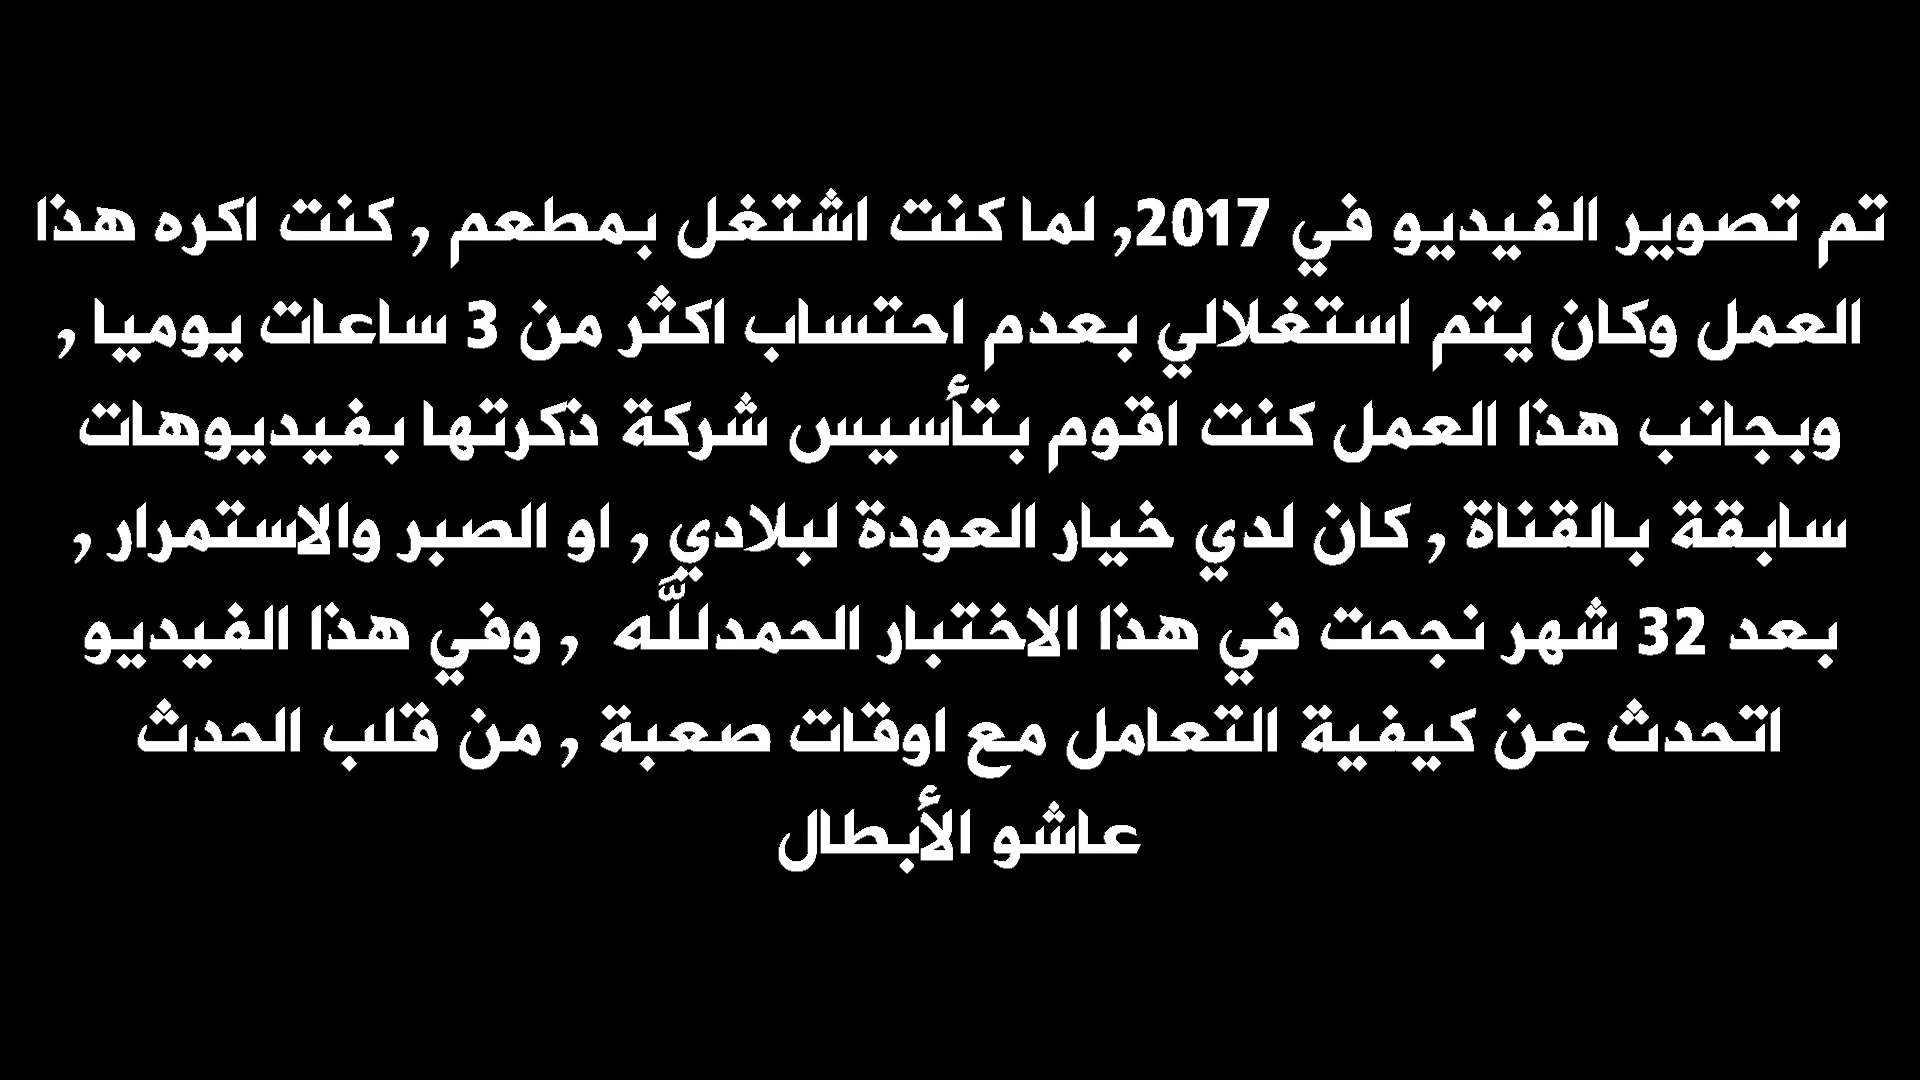 تم تصوير الفيديو في 2017, لما كنت اشتغل بمطعم , كنت اكره هذا
العمل وكان يتم استغلالي بعدم احتساب اكثر من 3 ساعات يوميا ,
وبجانب هذا العمل كنت اقوم بتأسيس شركة ذكرتها بفيديوهات
سابقة بالقناة , كان لدي خيار العودة لبلادي , او الصبر والاستمرار ,
بعد 32 شهر نجحت في هذا الاختبار الحمدلله , وفي هذا الفيديو
اتحدث عن كيفية التعامل مع اوقات صعبة , من قلب الحدث
عاشو الأبطال